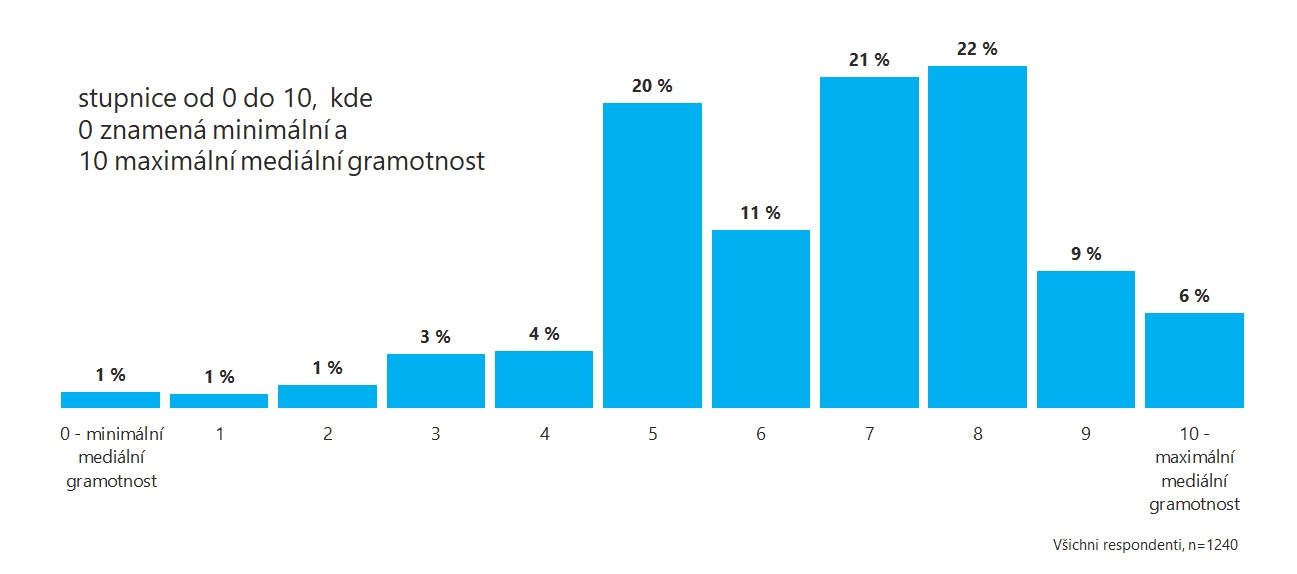 stupnice od 0 do 10, kde
0 znamená minimální a
10 maximální mediální gramotnost
1 %
1 %
1 %
3 %
4 %
20 %
11 %
21 %
22 %
9 %
6 %
0 - minimální
mediální
gramotnost
1
2
3
4
5
6
7
8
9
10 -
maximální
mediální
gramotnost
Všichni respondenti, n=1240